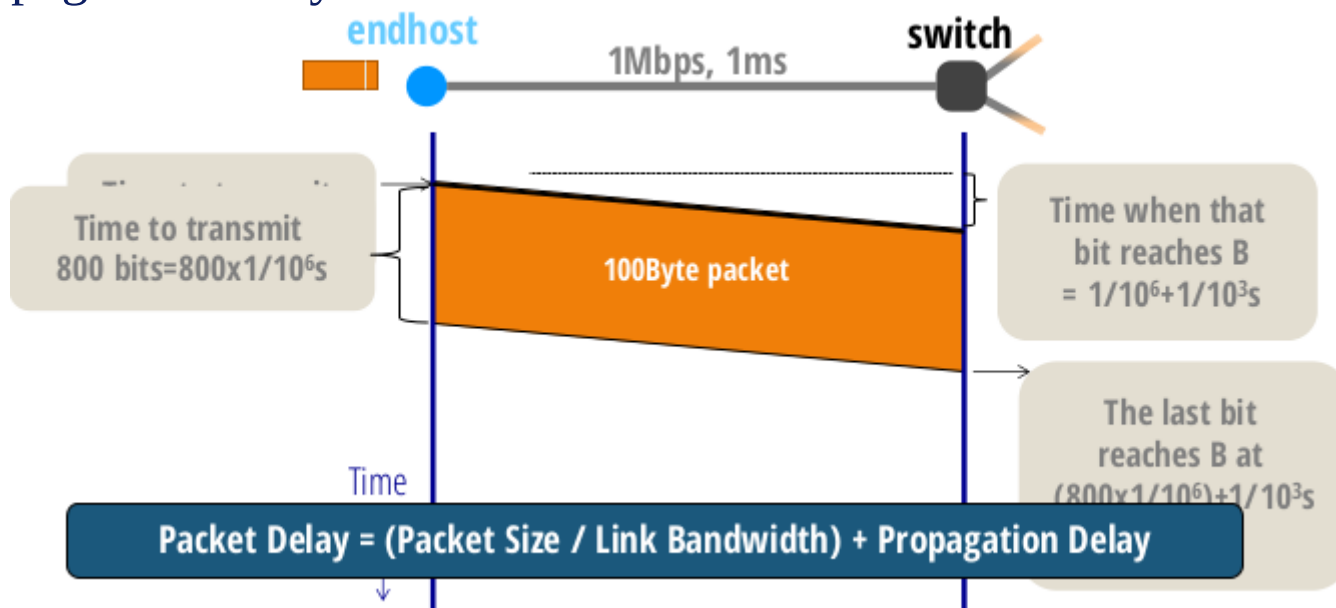 endhost
switch
1Mbps, 1ms
Time to transmit
800 bits=800x1/10⁶s
100Byte packet
Time when that
bit reaches B
= 1/10⁶+1/10³s
The last bit
reaches B at
(800x1/10⁶)+1/10³s
Time
Packet Delay = (Packet Size / Link Bandwidth) + Propagation Delay